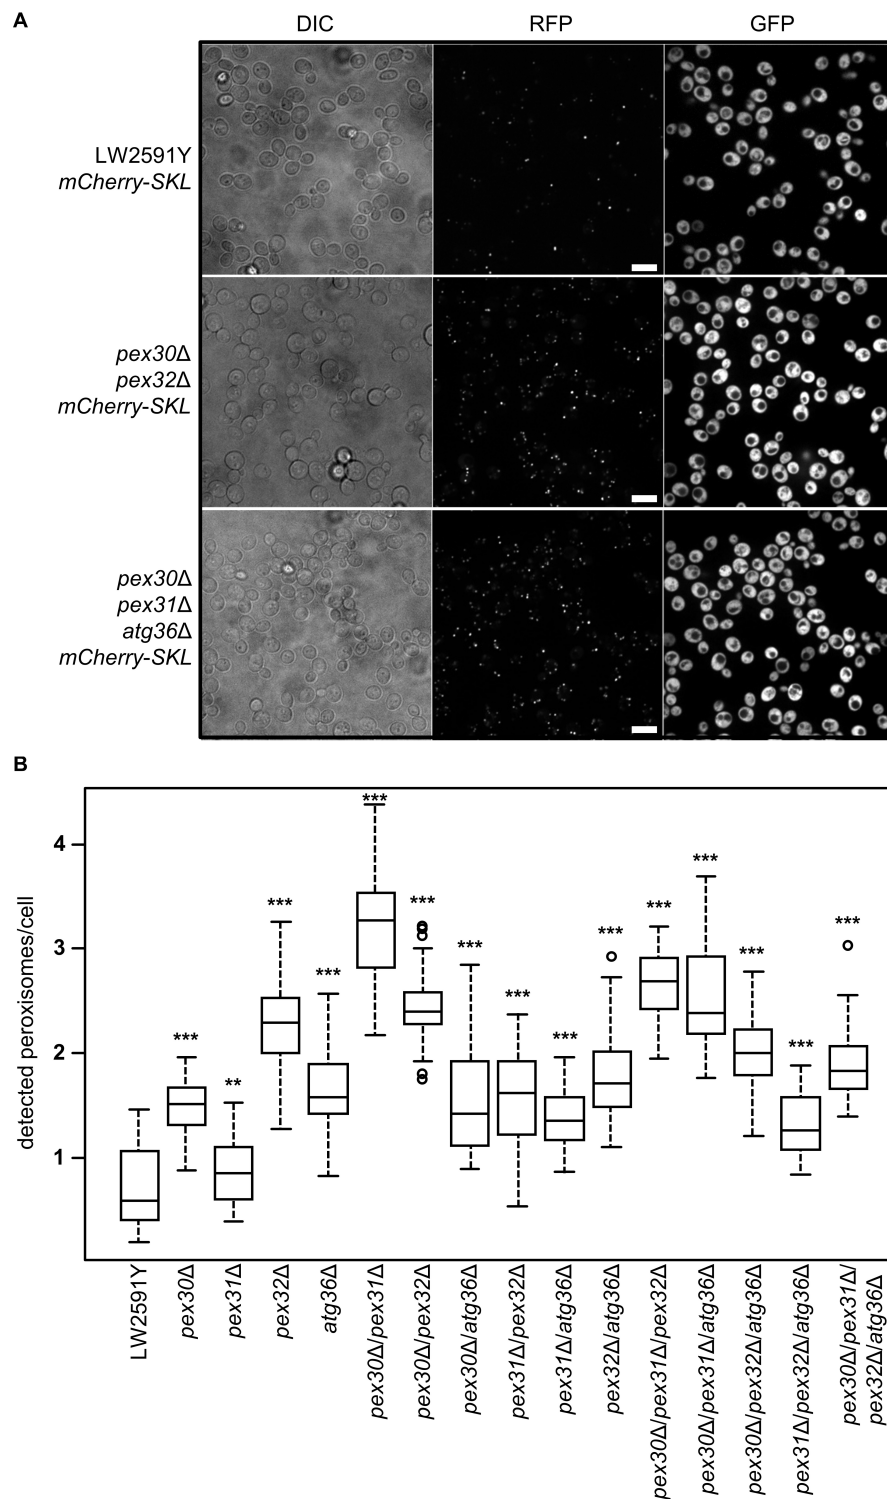 A
DIC RFP GFP
LW2591Y
mCherry-SKL
pex30Δ
pex32Δ
mCherry-SKL
pex30Δ
pex31Δ
atg36Δ
mCherry-SKL
B
detected peroxisomes/cell
4
3
2
1
***
**
***
***
***
***
***
***
***
***
***
***
***
***
***
LW2591Y
pex30Δ
pex31Δ
pex32Δ
atg36Δ
pex30Δ/pex31Δ
pex30Δ/pex32Δ
pex30Δ/atg36Δ
pex31Δ/pex32Δ
pex31Δ/atg36Δ
pex32Δ/atg36Δ
pex30Δ/pex31Δ/pex32Δ
pex30Δ/pex31Δ/atg36Δ
pex30Δ/pex32Δ/atg36Δ
pex31Δ/pex32Δ/atg36Δ
pex30Δ/pex31Δ/
pex32Δ/atg36Δ